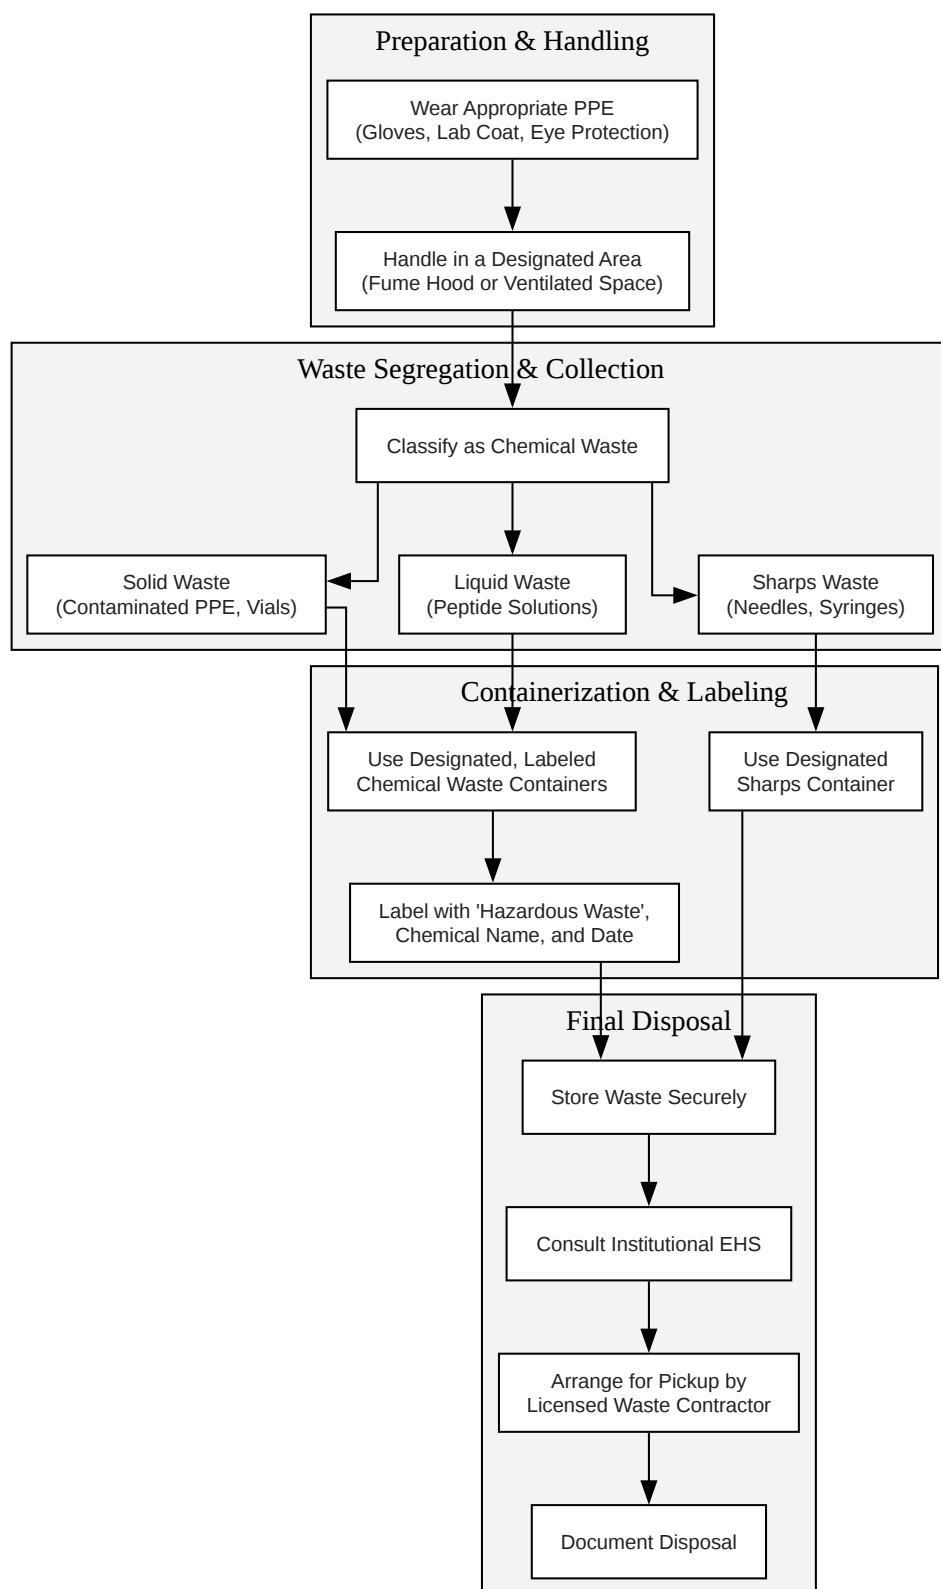 Preparation & Handling
Wear Appropriate PPE
(Gloves, Lab Coat, Eye Protection)
Handle in a Designated Area
(Fume Hood or Ventilated Space)
Waste Segregation & Collection
Classify as Chemical Waste
Solid Waste
(Contaminated PPE, Vials)
Liquid Waste
(Peptide Solutions)
Sharps Waste
(Needles, Syringes)
Containerization & Labeling
Use Designated, Labeled
Chemical Waste Containers
Use Designated
Sharps Container
Label with 'Hazardous Waste',
Chemical Name, and Date
Final Disposal
Store Waste Securely
Consult Institutional EHS
Arrange for Pickup by
Licensed Waste Contractor
Document Disposal